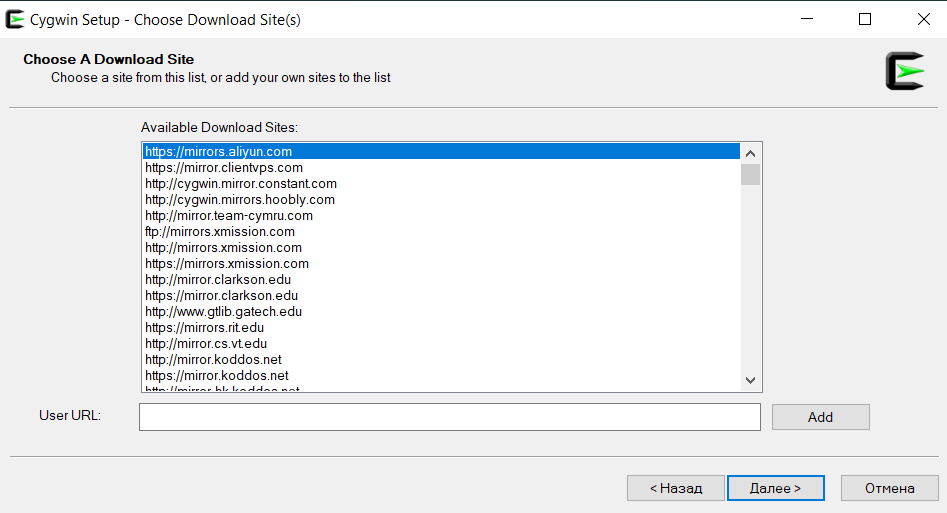 Cygwin Setup - Choose Download Site(s)
Choose A Download Site
Choose a site from this list, or add your own sites to the list
Available Download Sites:
https://mirrors.aliyun.com
https://mirror.clientvps.com
http://cygwin.mirror.constant.com
http://cygwin.mirrors.hoobly.com
http://mirror.team-cymru.com
ftp://mirrors.xmission.com
http://mirrors.xmission.com
https://mirrors.xmission.com
http://mirror.clarkson.edu
https://mirror.clarkson.edu
http://www.gtlib.gatech.edu
https://mirrors.rit.edu
http://mirror.cs.vt.edu
http://mirror.koddos.net
https://mirror.koddos.net
http://mirror.hk.koddos.net
User URL:
Add
< Назад
Далее >
Отмена